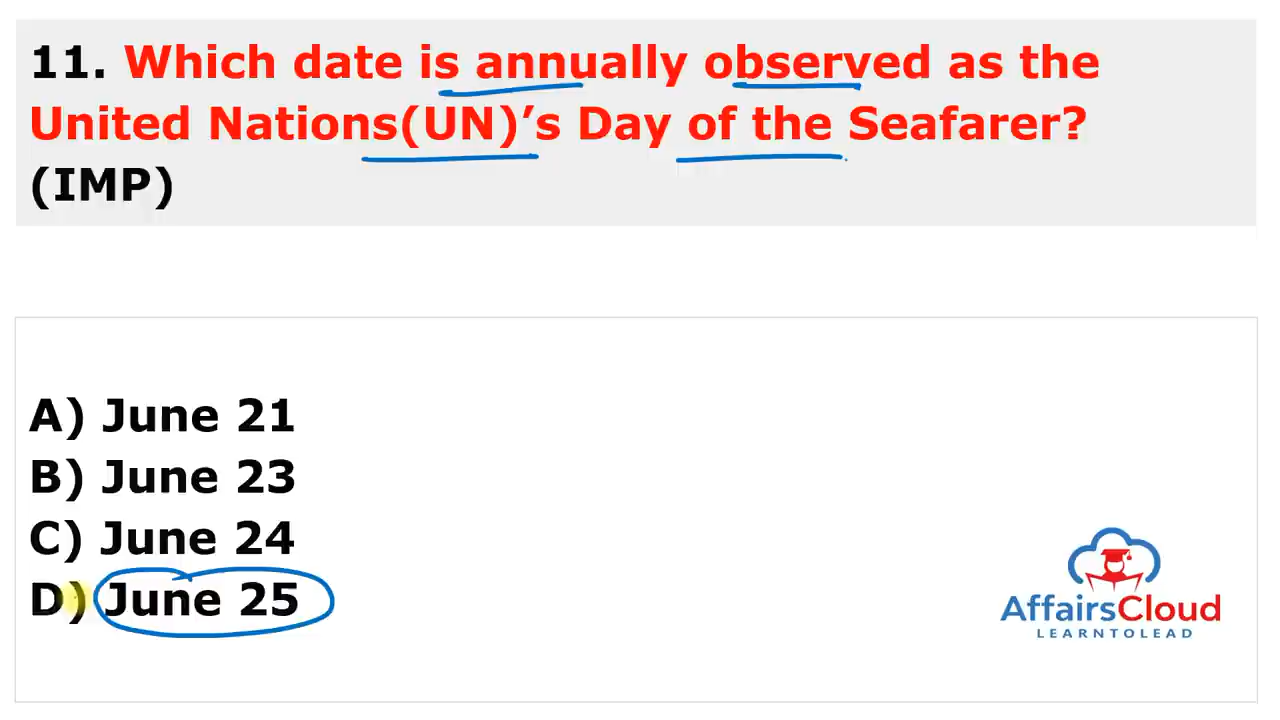 11. Which date is annually observed as the
United Nations(UN)’s Day of the Seafarer?
(IMP)
A) June 21
B) June 23
C) June 24
D) June 25
AffairsCloud
LEARNTOLEAD